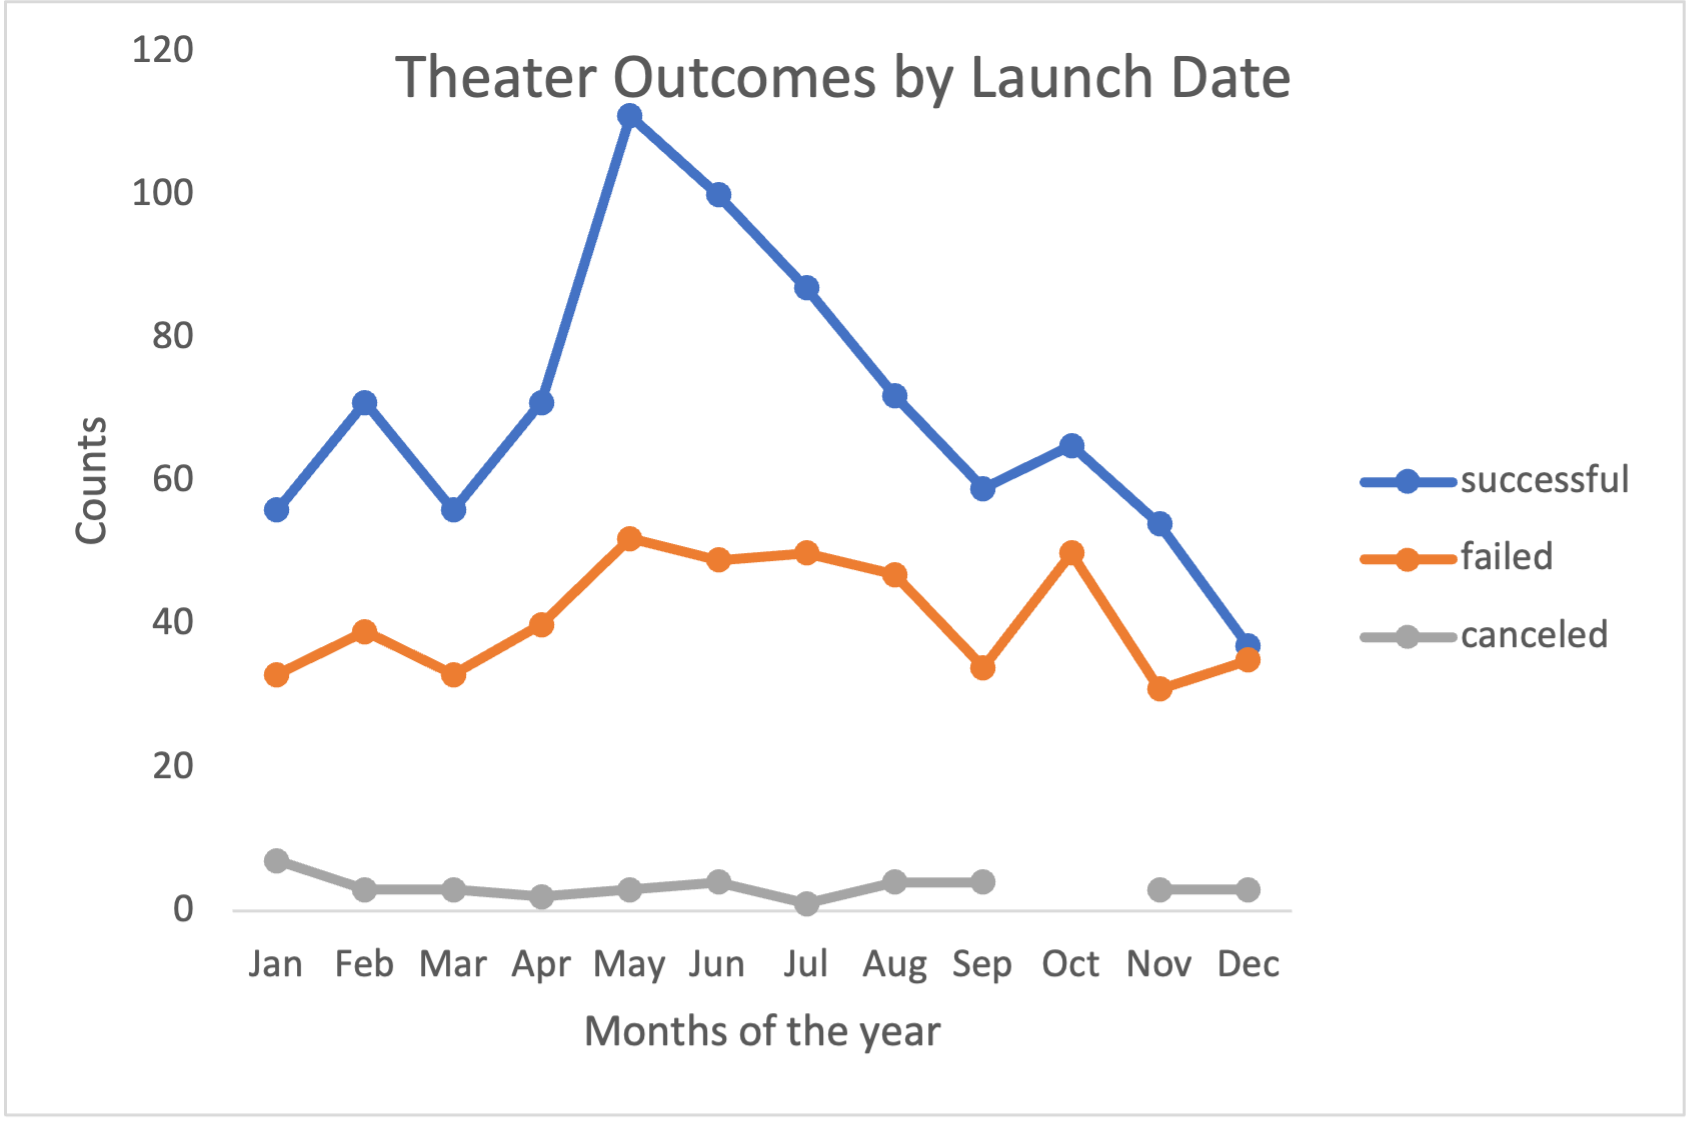 Theater Outcomes by Launch Date
120
100
80
60
40
20
0
Counts
Jan Feb Mar Apr May Jun Jul Aug Sep Oct Nov Dec
Months of the year
successful
failed
canceled